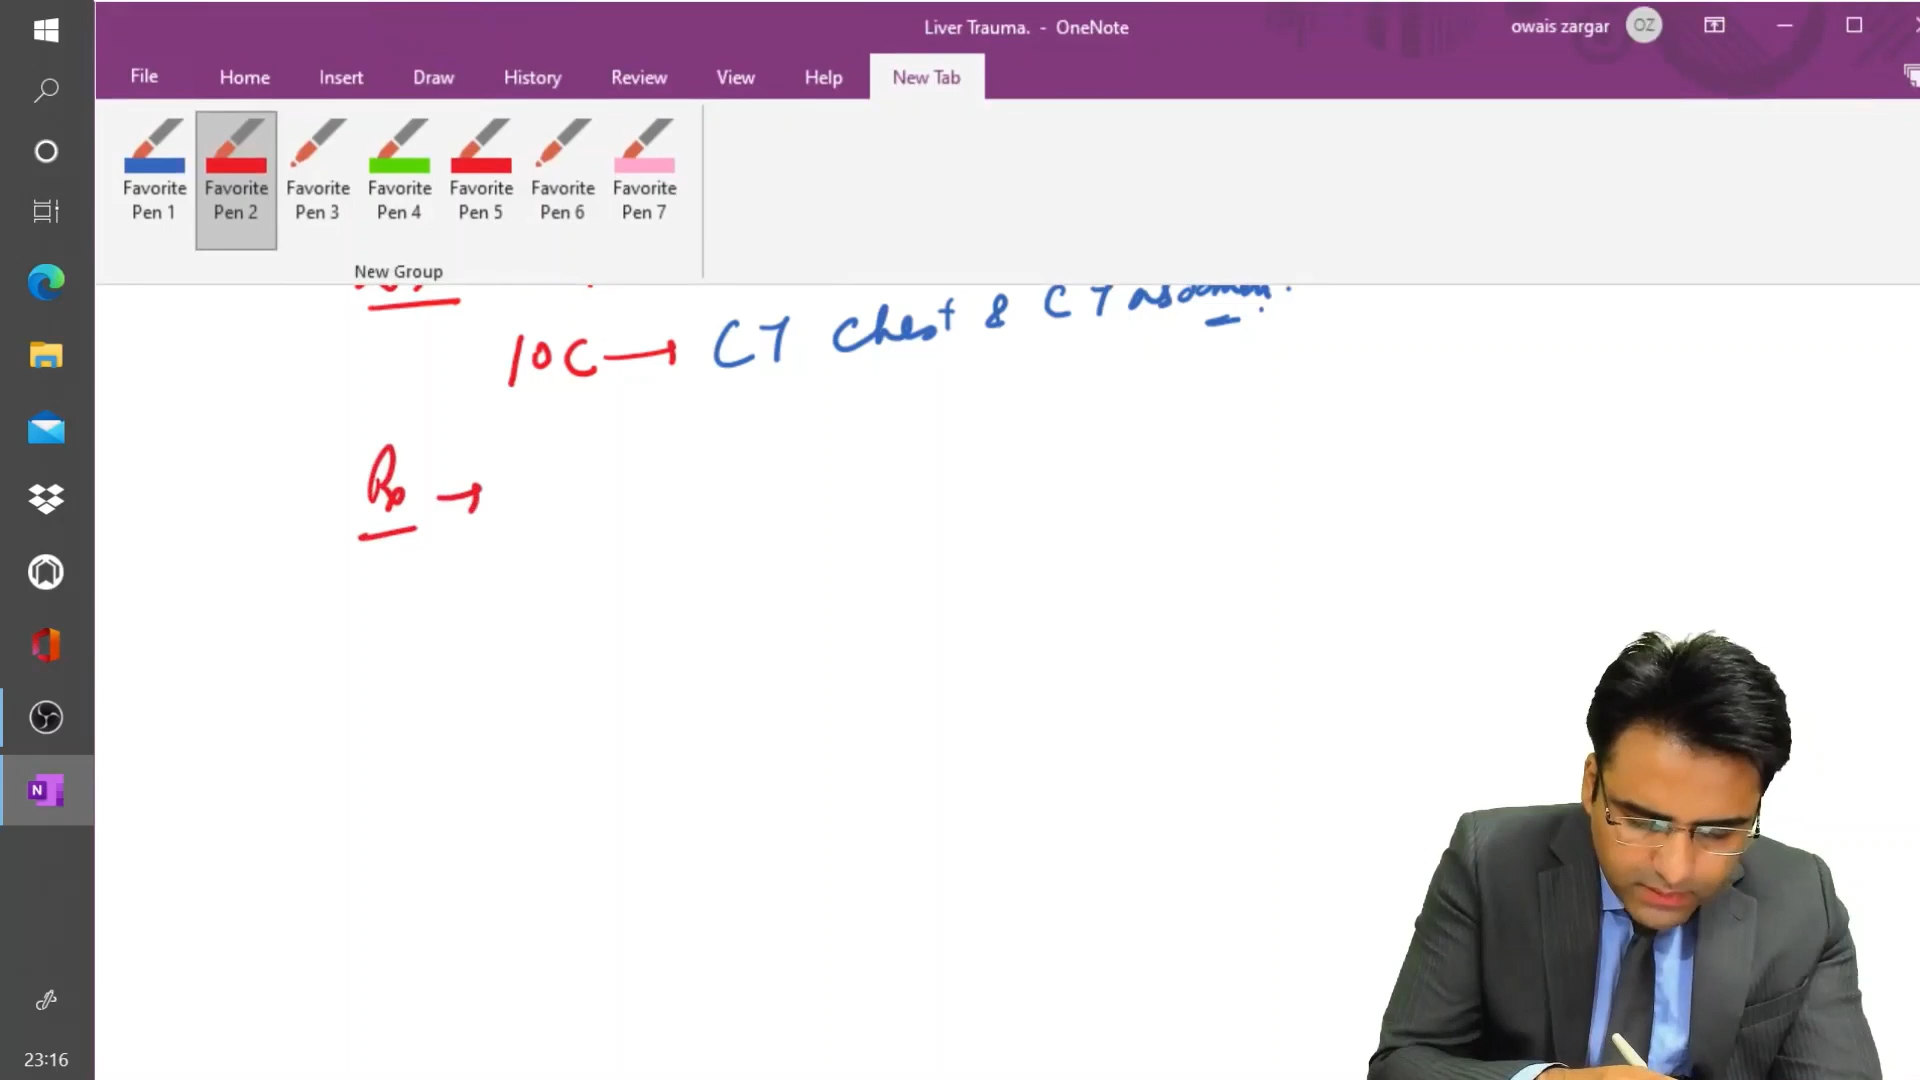 Liver Trauma. - OneNote
owais zargar OZ
File Home Insert Draw History Review View Help New Tab
Favorite Pen 1
Favorite Pen 2
Favorite Pen 3
Favorite Pen 4
Favorite Pen 5
Favorite Pen 6
Favorite Pen 7
New Group
IOC → CT Chest & CT abdomen.
Rx →
N
23:16